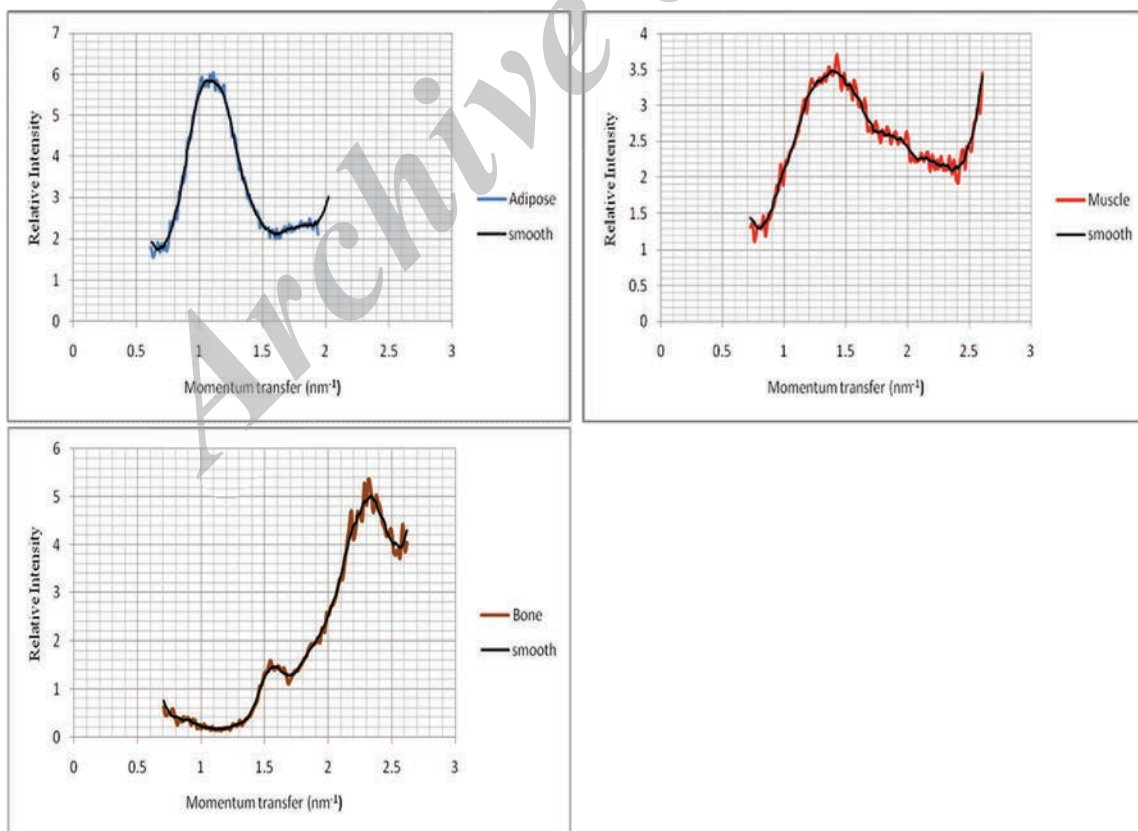 7
6
5
4
3
2
1
0
Relative Intensity
0 0.5 1 1.5 2 2.5 3
Momentum transfer (nm⁻¹)
Adipose
smooth
4
3.5
3
2.5
2
1.5
1
0.5
0
Relative Intensity
0 0.5 1 1.5 2 2.5 3
Momentum transfer (nm⁻¹)
Muscle
smooth
6
5
4
3
2
1
0
Relative Intensity
0 0.5 1 1.5 2 2.5 3
Momentum transfer (nm⁻¹)
Bone
smooth
Archive